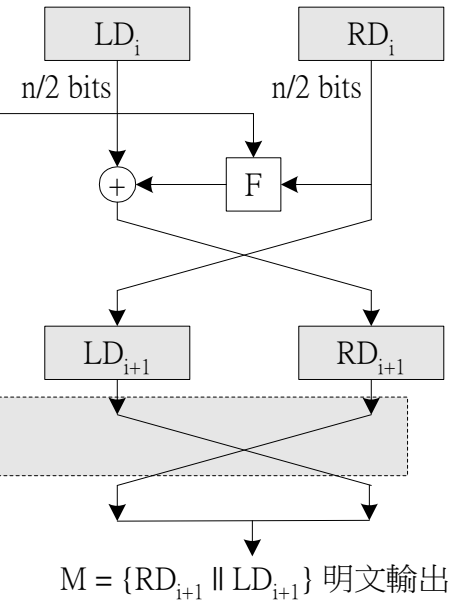 LDᵢ RDᵢ
n/2 bits n/2 bits
+ F
LDᵢ₊₁ RDᵢ₊₁
M = {RDᵢ₊₁ ॥ LDᵢ₊₁} 明文輸出